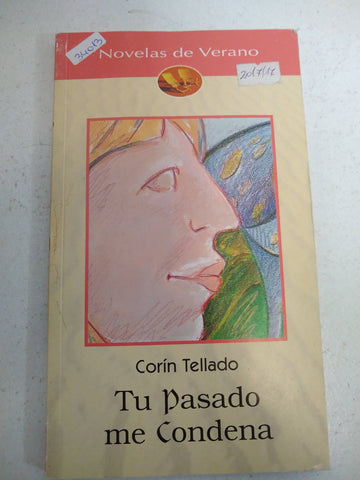 Novelas de Verano
Corín Tellado
Tu Pasado
me Condena